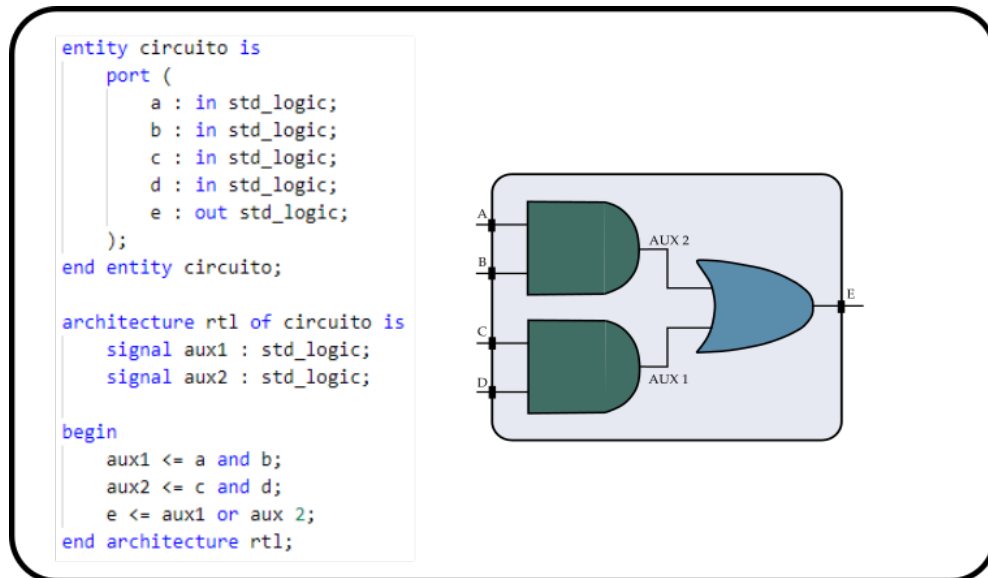 entity circuito is
port (
a : in std_logic;
b : in std_logic;
c : in std_logic;
d : in std_logic;
e : out std_logic;
);
end entity circuito;
architecture rtl of circuito is
signal aux1 : std_logic;
signal aux2 : std_logic;
begin
aux1 <= a and b;
aux2 <= c and d;
e <= aux1 or aux 2;
end architecture rtl;
A
B
AUX 2
C
D
AUX 1
E